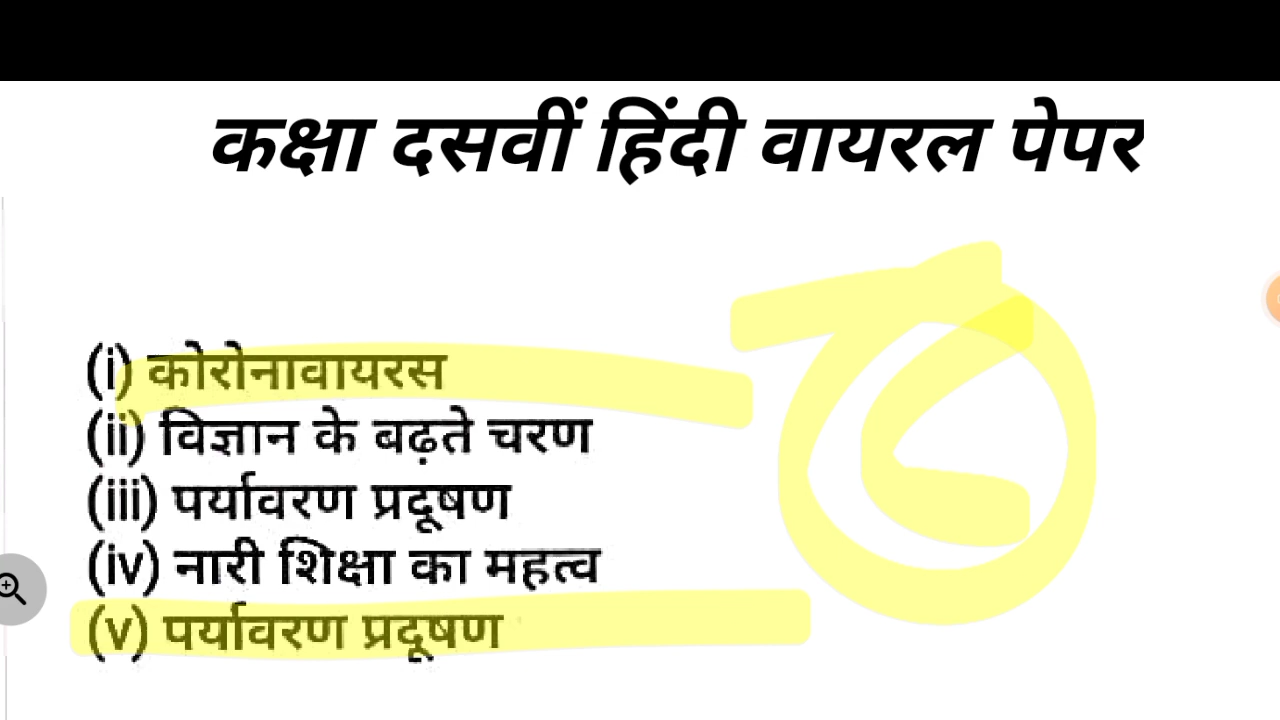 कक्षा दसवीं हिंदी वायरल पेपर
(i) कोरोनावायरस
(ii) विज्ञान के बढ़ते चरण
(iii) पर्यावरण प्रदूषण
(iv) नारी शिक्षा का महत्व
(v) पर्यावरण प्रदूषण